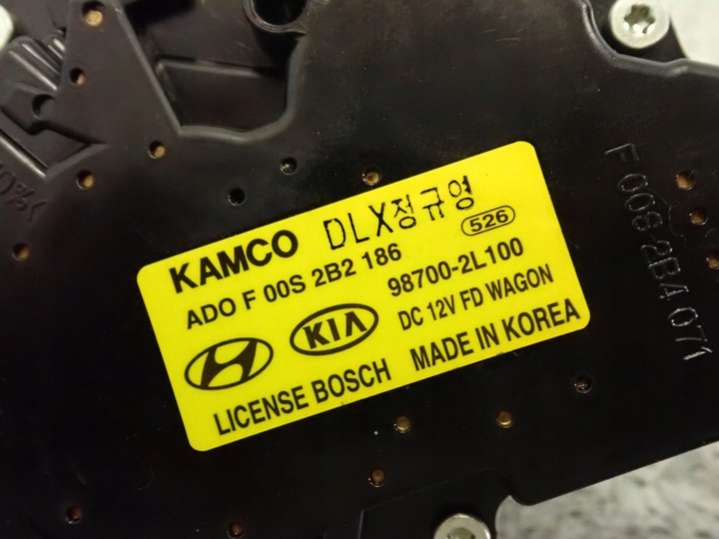 KAMCO DLX장규영
ADO F 00S 2B2 186 526
98700-2L100
KIA DC 12V FD WAGON
LICENSE BOSCH MADE IN KOREA
F 00S 2B4 071